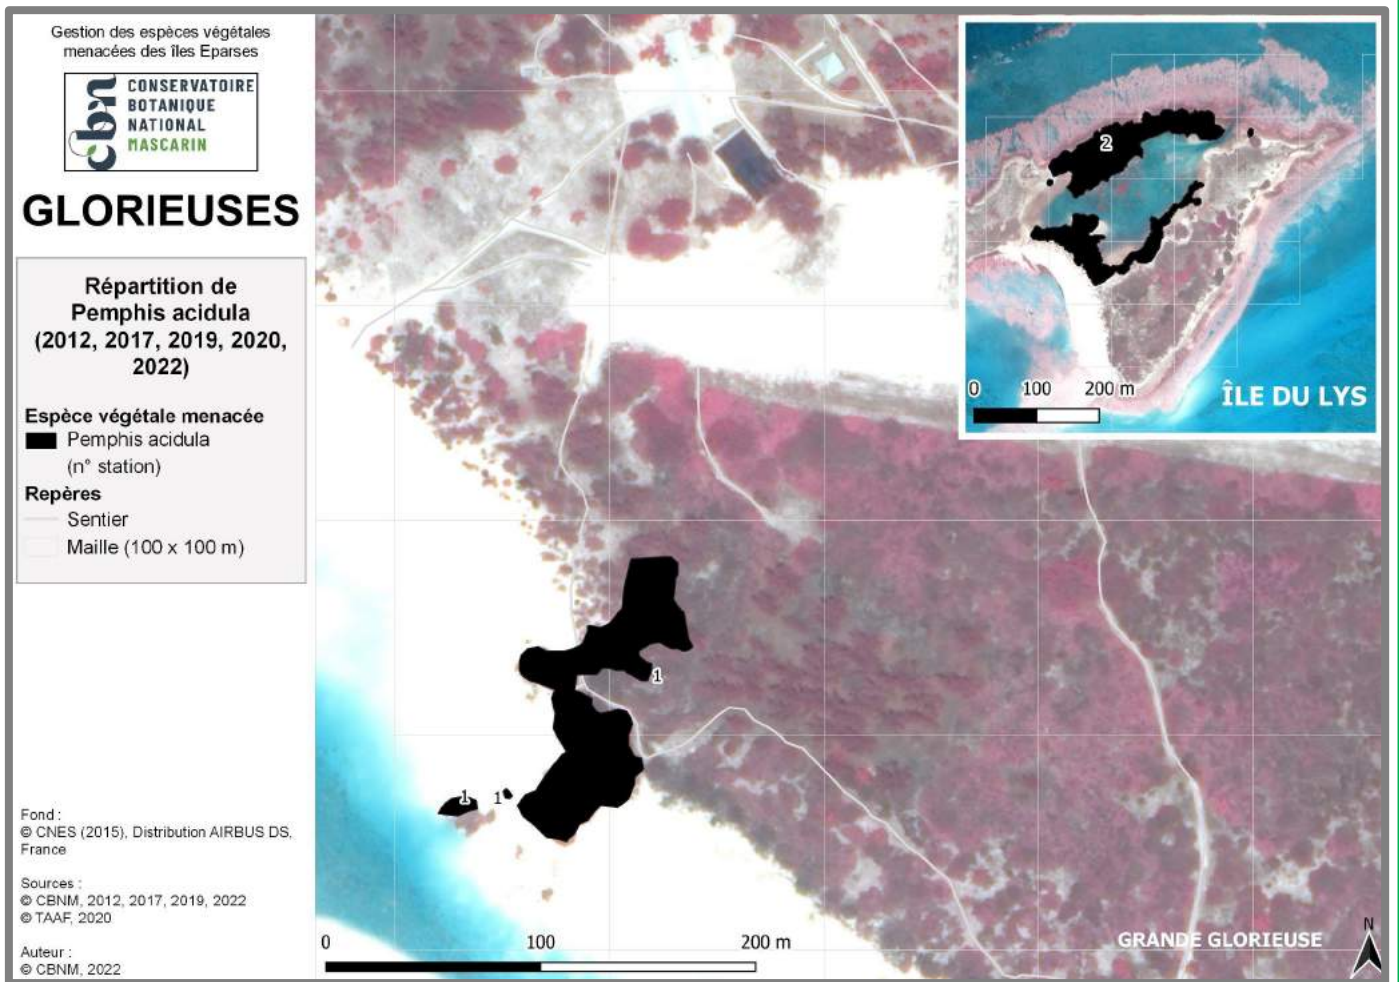 Gestion des espèces végétales
menacées des îles Eparses
cbn
CONSERVATOIRE
BOTANIQUE
NATIONAL
MASCARIN
GLORIEUSES
Répartition de
Pemphis acidula
(2012, 2017, 2019, 2020,
2022)
Espèce végétale menacée
Pemphis acidula
(n° station)
Repères
Sentier
Maille (100 x 100 m)
Fond :
© CNES (2015), Distribution AIRBUS DS,
France
Sources :
© CBNM, 2012, 2017, 2019, 2022
© TAAF, 2020
Auteur :
© CBNM, 2022
2
0 100 200 m
ÎLE DU LYS
1
1
1
0 100 200 m
GRANDE GLORIEUSE
N